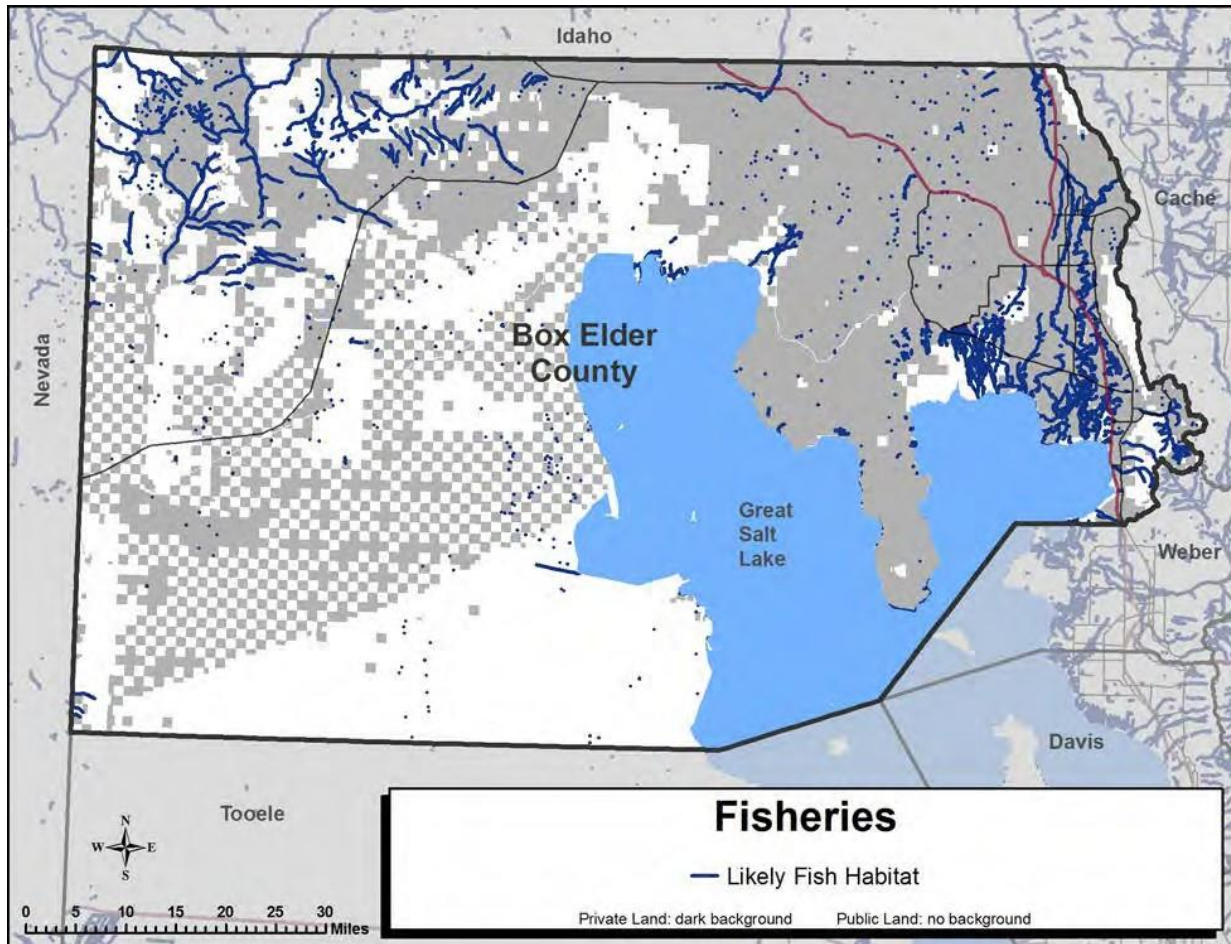 Idaho
Cache
Nevada
Box Elder
County
Great
Salt
Lake
Weber
Davis
Tooele
N
W E
S
0 5 10 15 20 25 30
Miles
Fisheries
Likely Fish Habitat
Private Land: dark background Public Land: no background